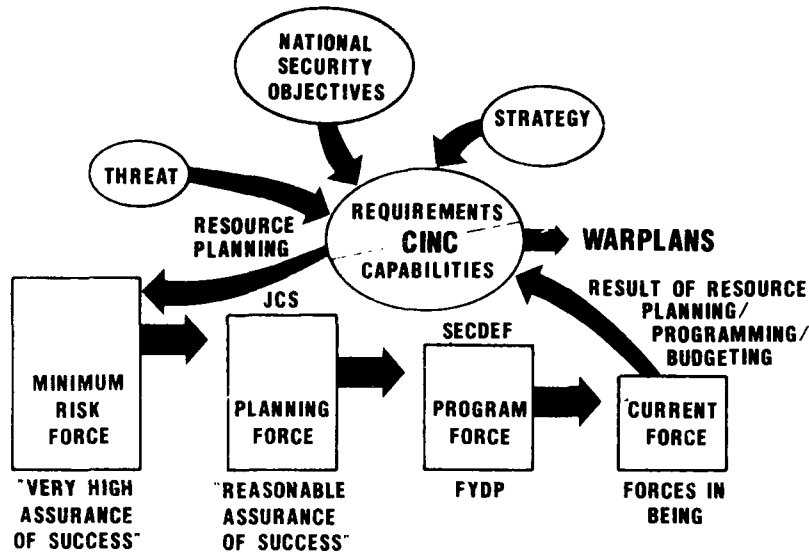 NATIONAL
SECURITY
OBJECTIVES
STRATEGY
THREAT
REQUIREMENTS
CINC
CAPABILITIES
WARPLANS
RESOURCE
PLANNING
RESULT OF RESOURCE
PLANNING/
PROGRAMMING/
BUDGETING
JCS
SECDEF
MINIMUM
RISK
FORCE
PLANNING
FORCE
PROGRAM
FORCE
CURRENT
FORCE
"VERY HIGH
ASSURANCE
OF SUCCESS"
"REASONABLE
ASSURANCE
OF SUCCESS"
FYDP
FORCES IN
BEING